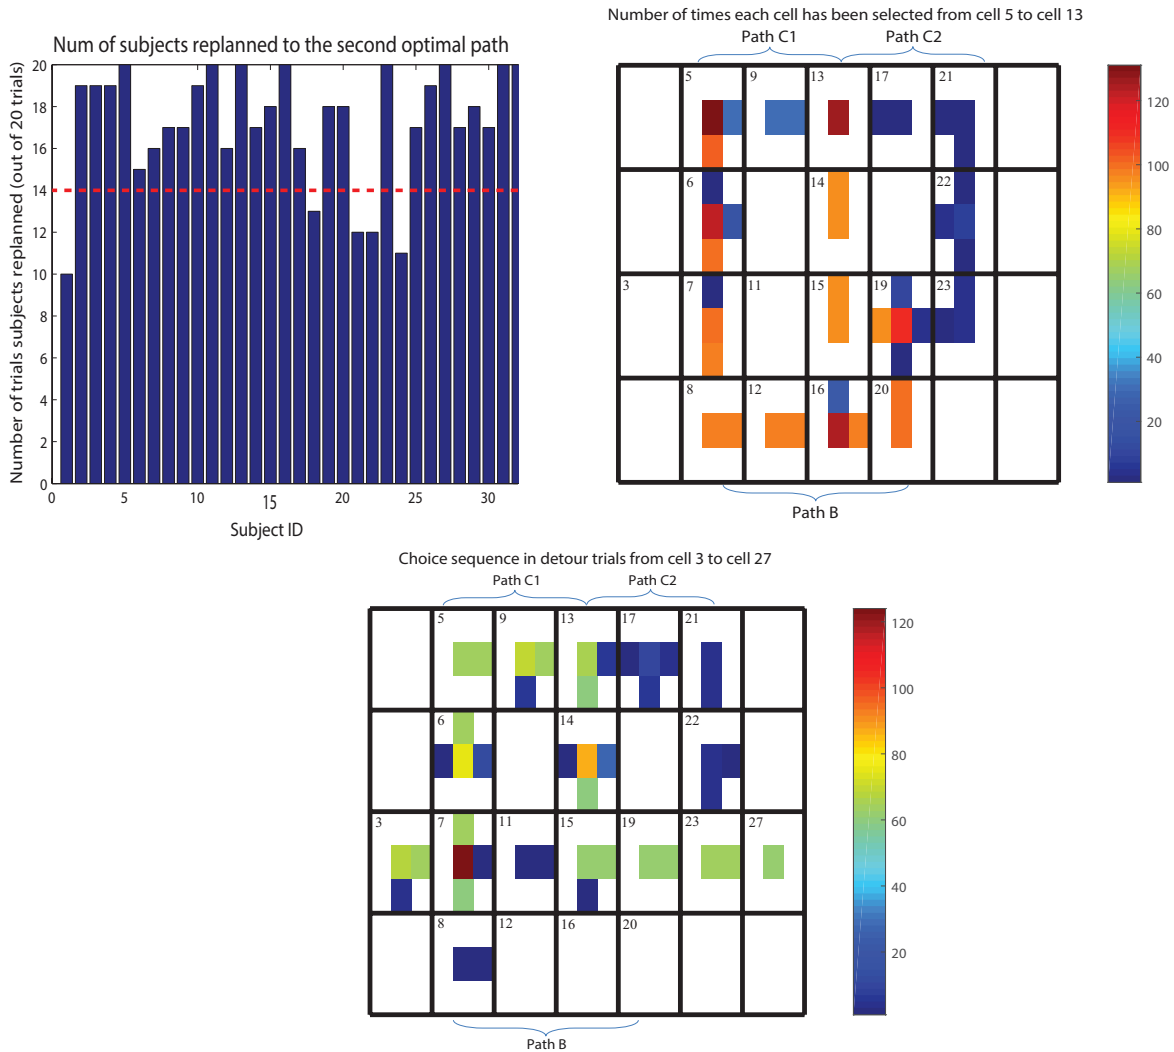 Num of subjects replanned to the second optimal path
Number of trials subjects replanned (out of 20 trials)
20
18
16
14
12
10
8
6
4
2
0
0 5 10 15 20 25 30
Subject ID
Number of times each cell has been selected from cell 5 to cell 13
Path C1 Path C2
5 9 13 17 21
6 14 22
3 7 11 15 19 23
8 12 16 20
Path B
120
100
80
60
40
20
Choice sequence in detour trials from cell 3 to cell 27
Path C1 Path C2
5 9 13 17 21
6 14 22
3 7 11 15 19 23 27
8 12 16 20
Path B
120
100
80
60
40
20